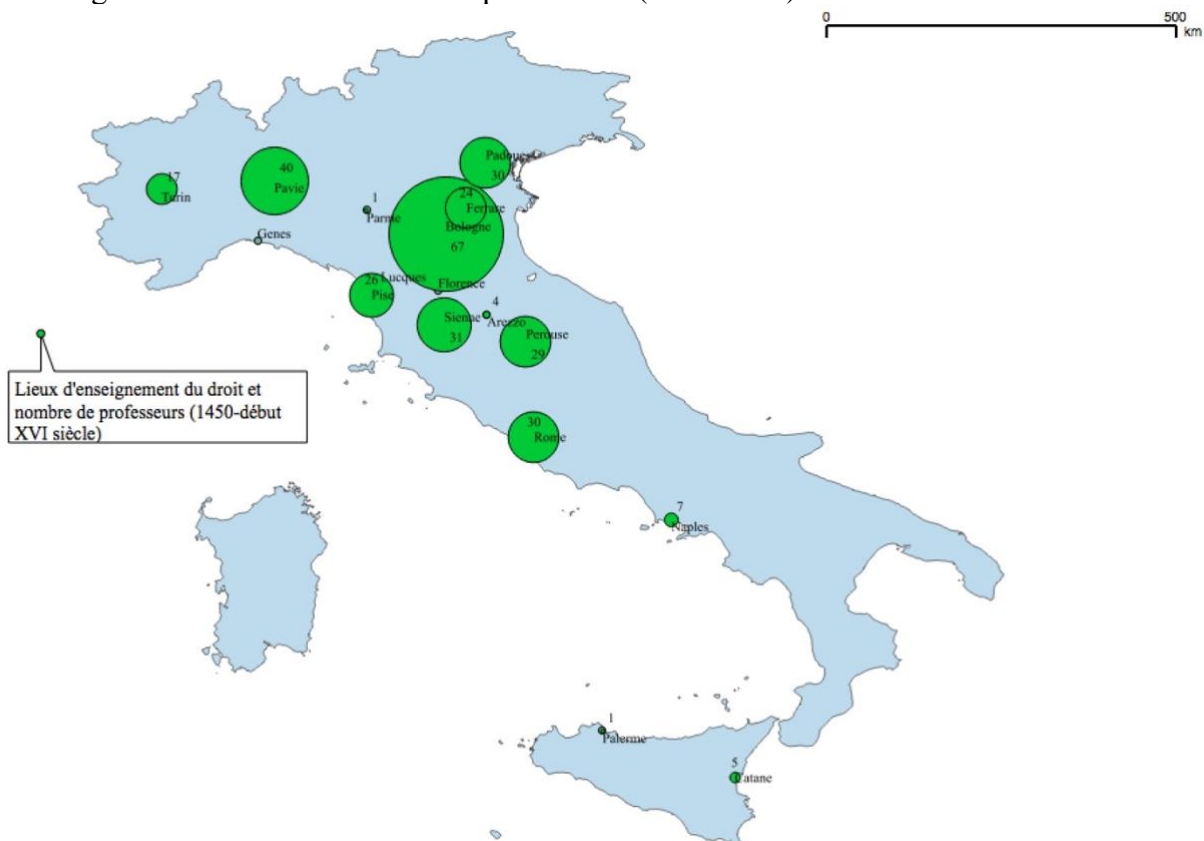 0 500
km
Padoue
30
17
Turin
40
Pavie
24
Ferrare
1
Parme
Bologne
67
Genes
26
Lucques
Pise
Florence
Sienne
31
4
Arezzo
Perouse
29
Lieux d'enseignement du droit et
nombre de professeurs (1450-début
XVI siècle)
30
Rome
7
Naples
1
Palerme
5
Catane